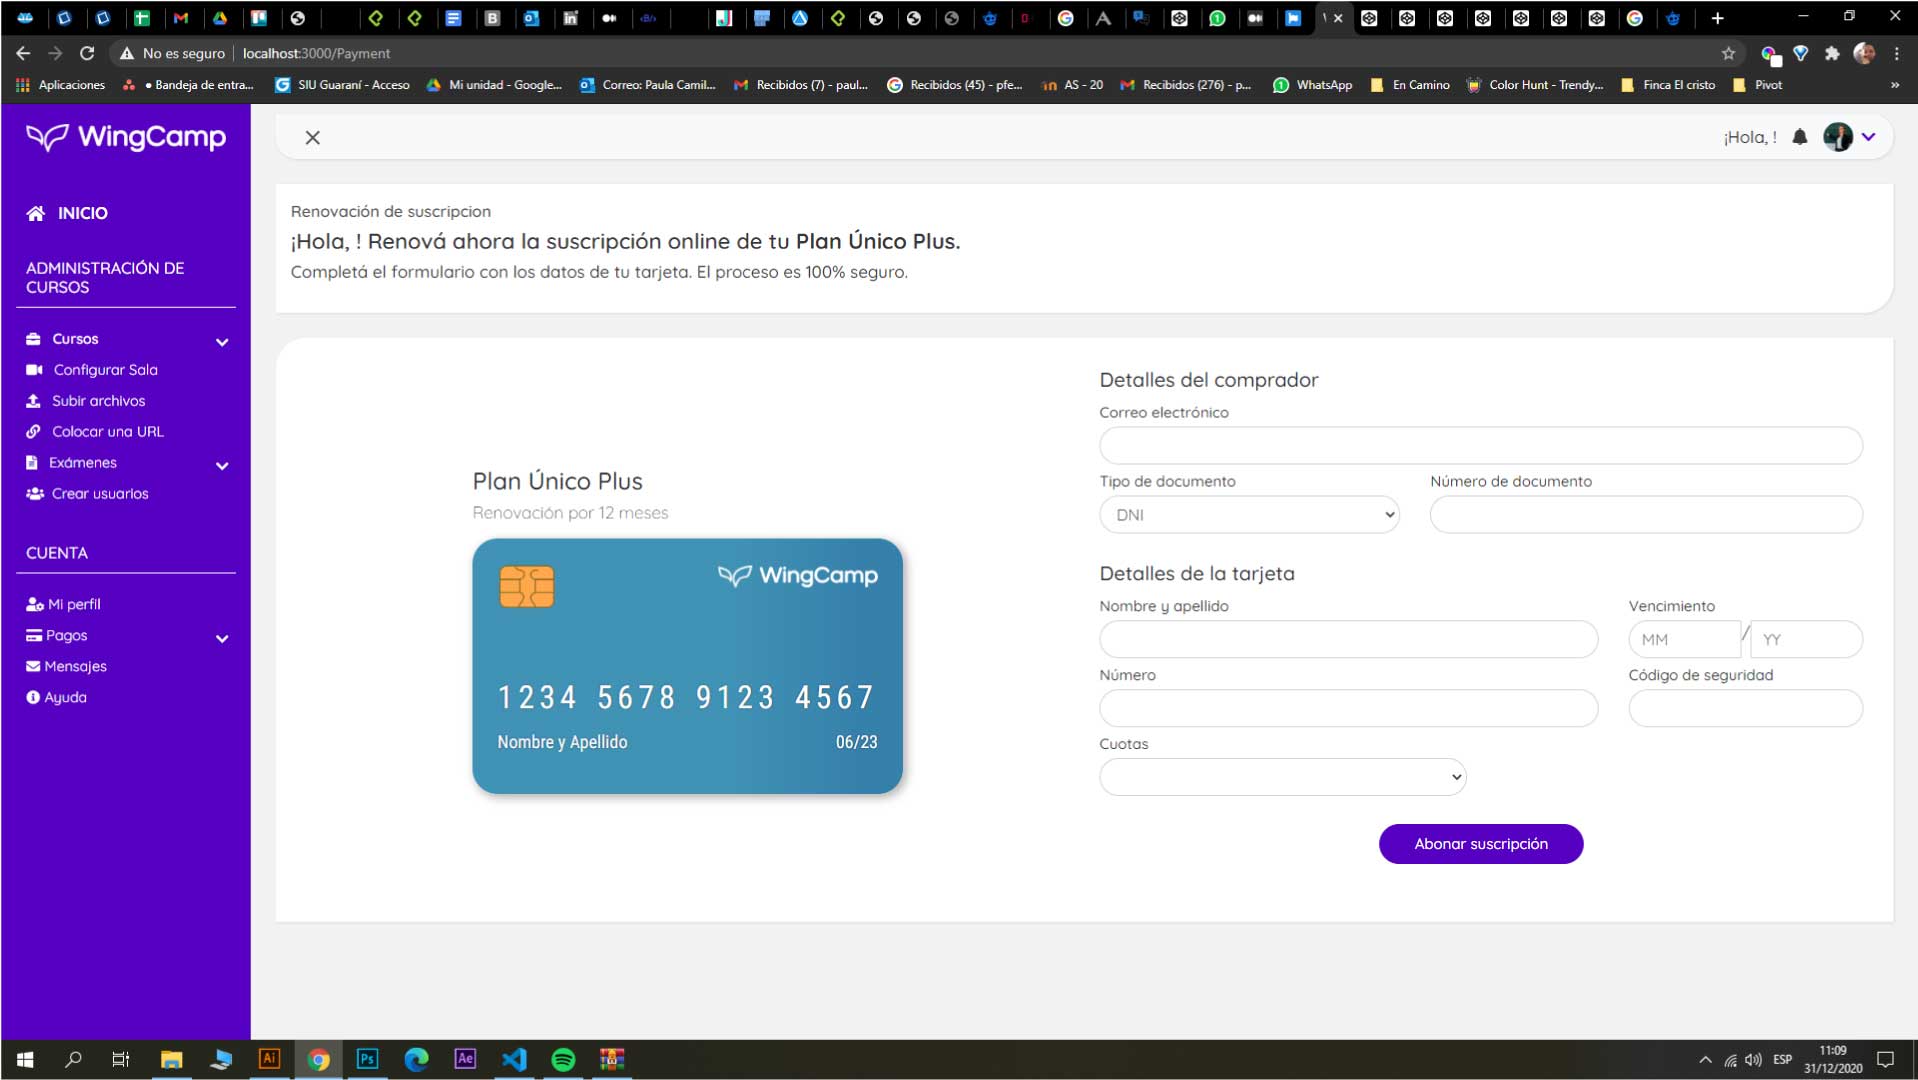 No es seguro
localhost:3000/Payment
Aplicaciones
● Bandeja de entra...
SIU Guaraní - Acceso
Mi unidad - Google...
Correo: Paula Camil...
Recibidos (7) - paul...
Recibidos (45) - pfe...
AS - 20
Recibidos (276) - p...
WhatsApp
En Camino
Color Hunt - Trendy...
Finca El cristo
Pivot
»
WingCamp
¡Hola, !
INICIO
ADMINISTRACIÓN DE
CURSOS
Cursos
Configurar Sala
Subir archivos
Colocar una URL
Exámenes
Crear usuarios
CUENTA
Mi perfil
Pagos
Mensajes
Ayuda
Renovación de suscripcion
¡Hola, ! Renová ahora la suscripción online de tu Plan Único Plus.
Completá el formulario con los datos de tu tarjeta. El proceso es 100% seguro.
Plan Único Plus
Renovación por 12 meses
WingCamp
1234 5678 9123 4567
Nombre y Apellido
06/23
Detalles del comprador
Correo electrónico
Tipo de documento
Número de documento
DNI
Detalles de la tarjeta
Nombre y apellido
Vencimiento
MM
/
YY
Número
Código de seguridad
Cuotas
Abonar suscripción
Ai
Ps
Ae
ESP
11:09
31/12/2020